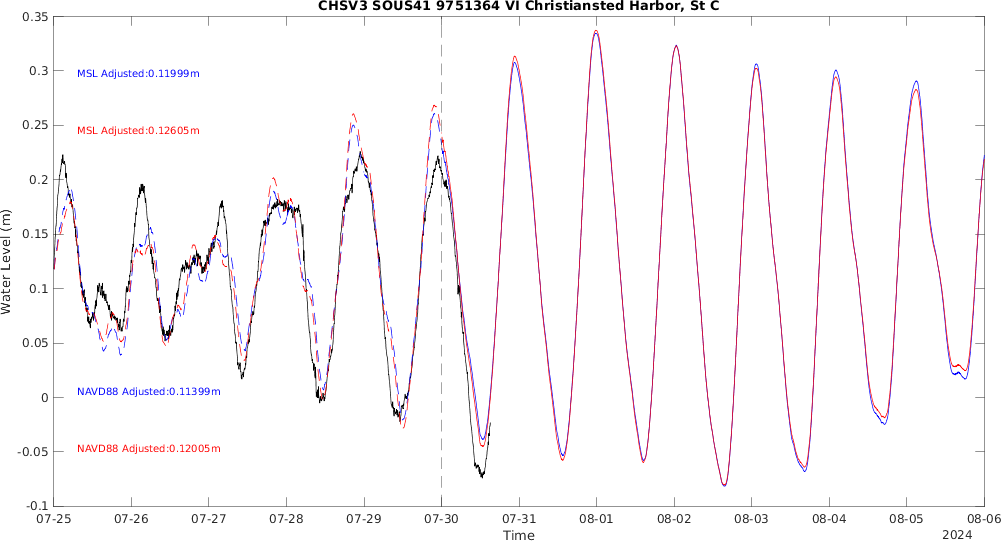 CHSV3 SOUS41 9751364 VI Christiansted Harbor, St C
0.35
0.3
0.25
0.2
0.15
0.1
0.05
0
-0.05
-0.1
Water Level (m)
MSL Adjusted:0.11999m
MSL Adjusted:0.12605m
NAVD88 Adjusted:0.11399m
NAVD88 Adjusted:0.12005m
07-25 07-26 07-27 07-28 07-29 07-30 07-31 08-01 08-02 08-03 08-04 08-05 08-06
Time
2024